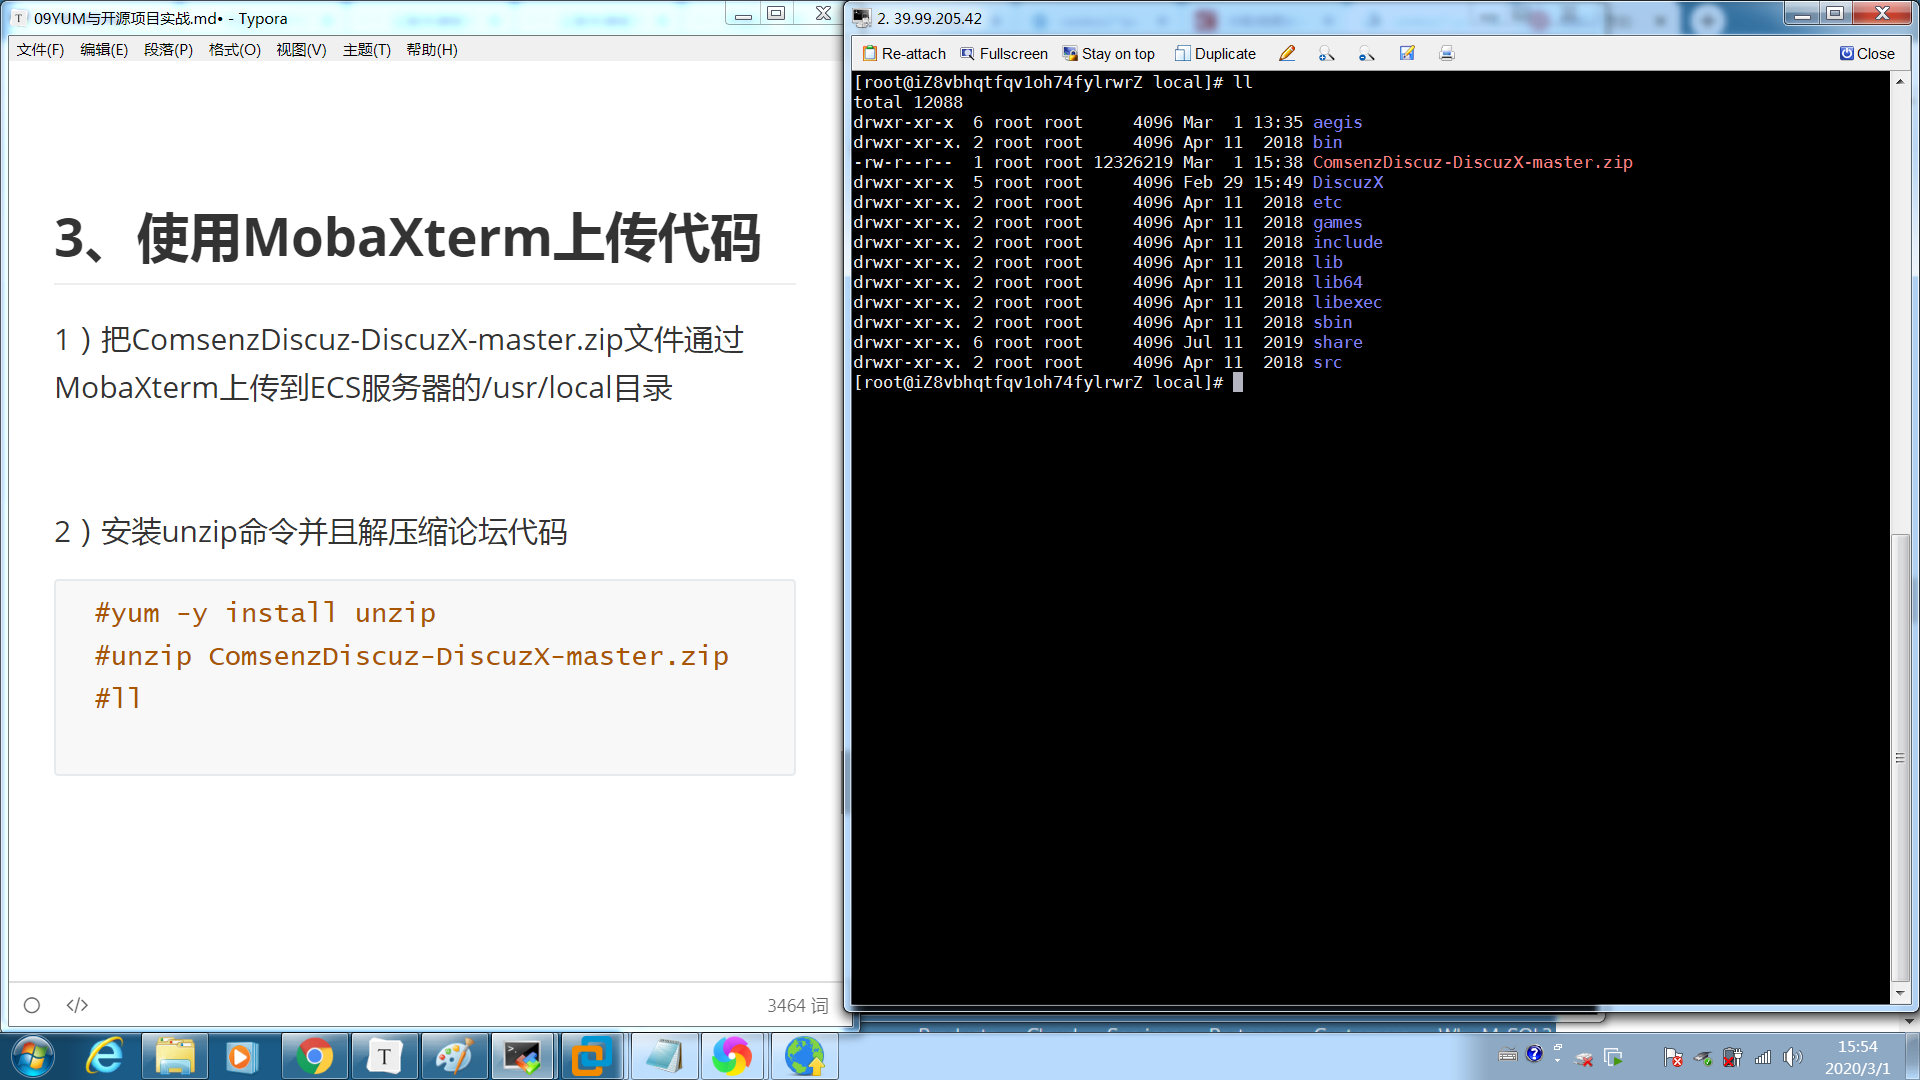 09YUM与开源项目实战.md• - Typora
文件(F) 编辑(E) 段落(P) 格式(O) 视图(V) 主题(T) 帮助(H)
3、使用MobaXterm上传代码
1）把ComsenzDiscuz-DiscuzX-master.zip文件通过
MobaXterm上传到ECS服务器的/usr/local目录
2）安装unzip命令并且解压缩论坛代码
#yum -y install unzip
#unzip ComsenzDiscuz-DiscuzX-master.zip
#ll
</> 3464 词
2. 39.99.205.42
Re-attach Fullscreen Stay on top Duplicate Close
[root@iZ8vbhqtfqv1oh74fylrwrZ local]# ll
total 12088
drwxr-xr-x  6 root root     4096 Mar  1 13:35 aegis
drwxr-xr-x. 2 root root     4096 Apr 11  2018 bin
-rw-r--r--  1 root root 12326219 Mar  1 15:38 ComsenzDiscuz-DiscuzX-master.zip
drwxr-xr-x  5 root root     4096 Feb 29 15:49 DiscuzX
drwxr-xr-x. 2 root root     4096 Apr 11  2018 etc
drwxr-xr-x. 2 root root     4096 Apr 11  2018 games
drwxr-xr-x. 2 root root     4096 Apr 11  2018 include
drwxr-xr-x. 2 root root     4096 Apr 11  2018 lib
drwxr-xr-x. 2 root root     4096 Apr 11  2018 lib64
drwxr-xr-x. 2 root root     4096 Apr 11  2018 libexec
drwxr-xr-x. 2 root root     4096 Apr 11  2018 sbin
drwxr-xr-x. 6 root root     4096 Jul 11  2019 share
drwxr-xr-x. 2 root root     4096 Apr 11  2018 src
[root@iZ8vbhqtfqv1oh74fylrwrZ local]#
15:54
2020/3/1